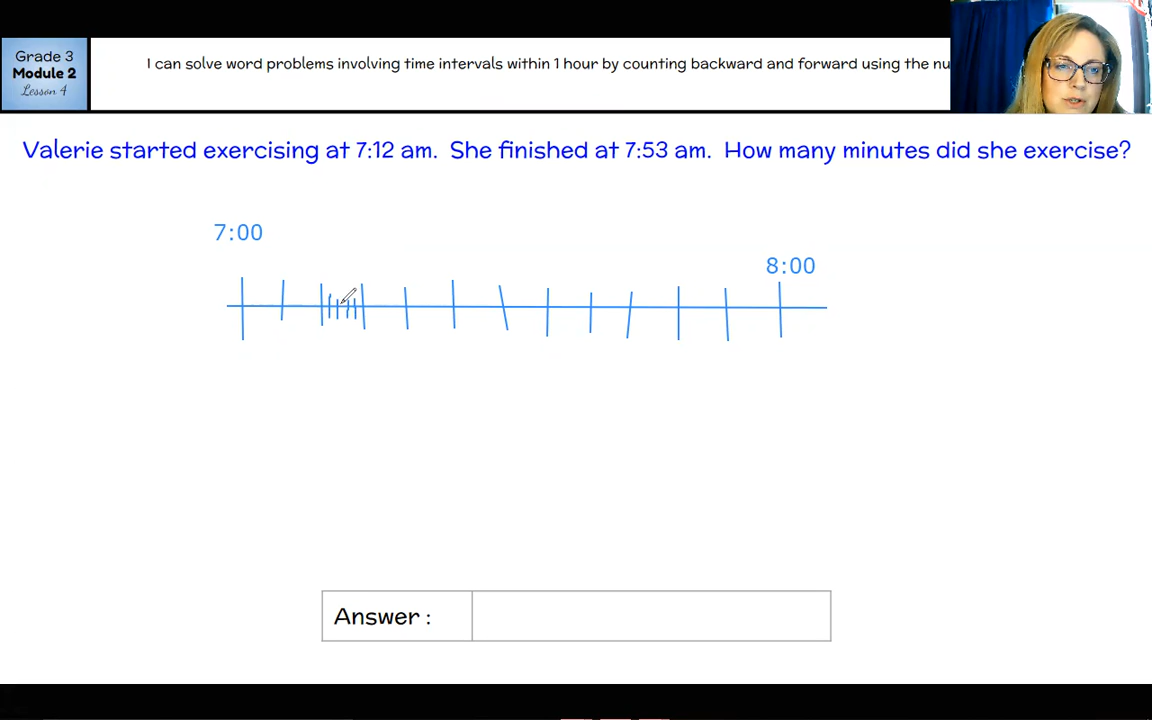 Grade 3
Module 2
Lesson 4
I can solve word problems involving time intervals within 1 hour by counting backward and forward using the
Valerie started exercising at 7:12 am. She finished at 7:53 am. How many minutes did she exercise?
7:00
8:00
Answer :